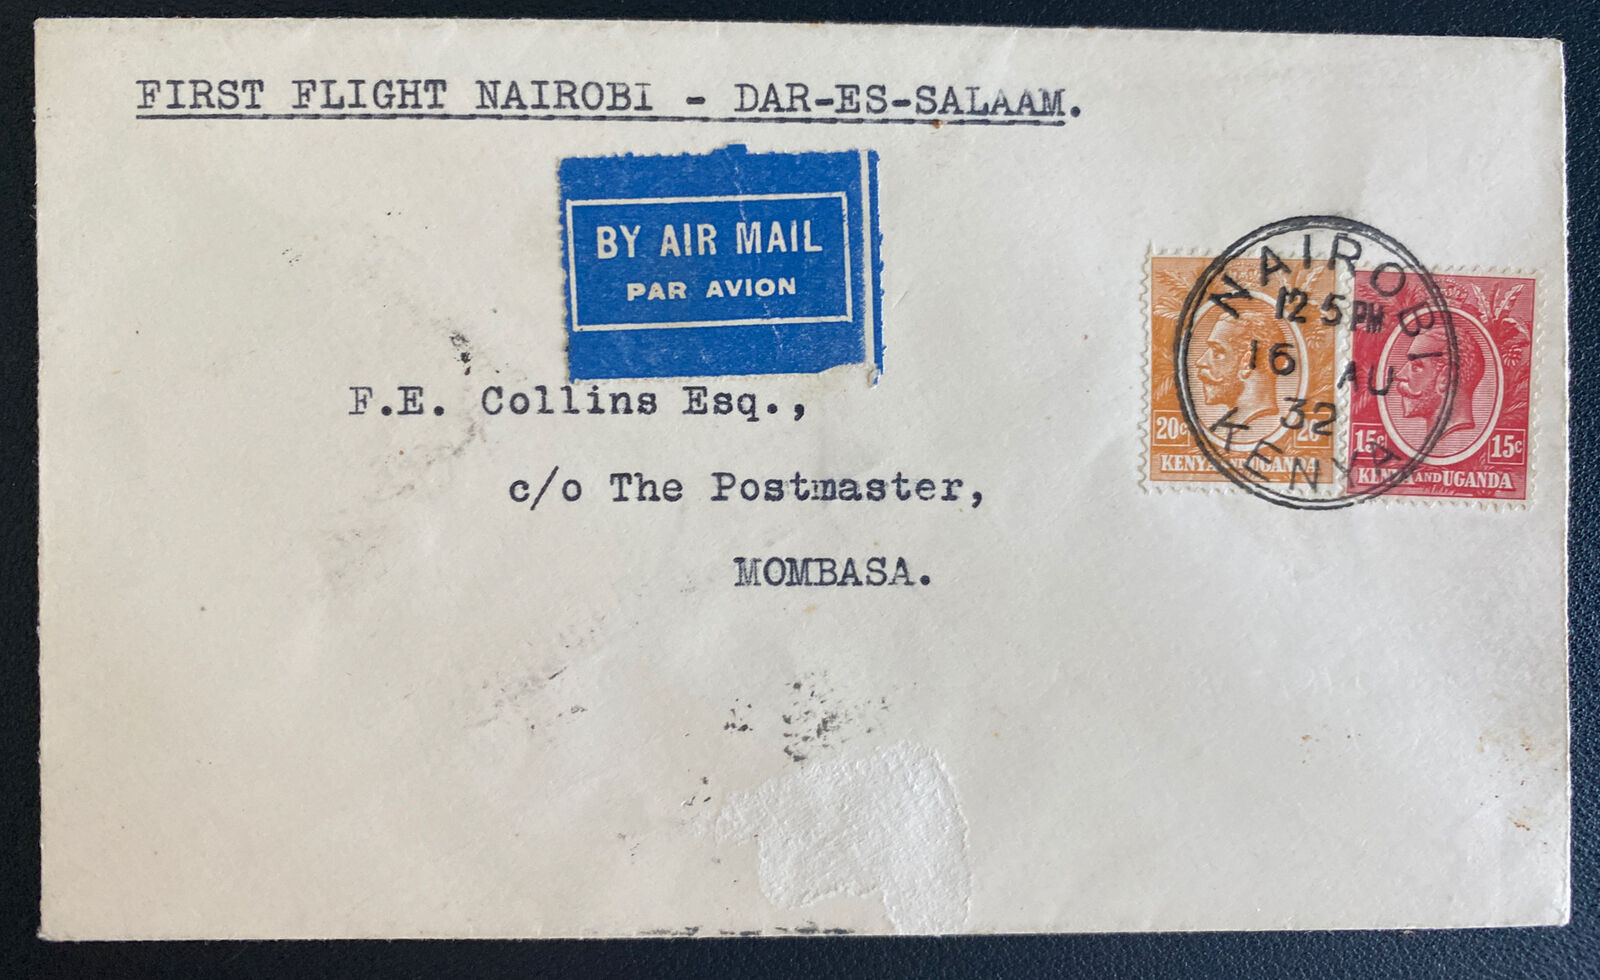 FIRST FLIGHT NAIROBI - DAR-ES-SALAAM.
BY AIR MAIL
PAR AVION
NAIROBI
12 5 PM
16 AU
32
KENYA
20c 20c
KENYA AND UGANDA
15c 15c
KENYA AND UGANDA
F.E. Collins Esq.,
c/o The Postmaster,
MOMBASA.